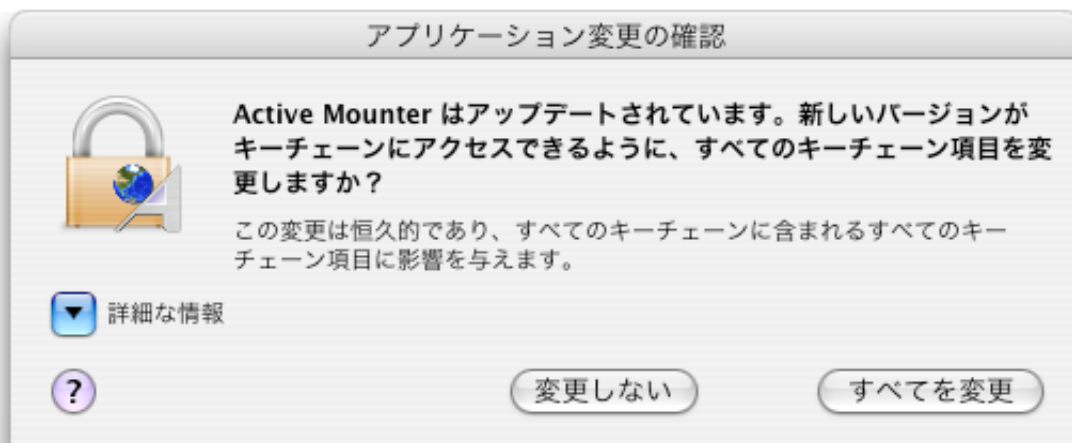 アプリケーション変更の確認
Active Mounter はアップデートされています。新しいバージョンが
キーチェーンにアクセスできるように、すべてのキーチェーン項目を変
更しますか？
この変更は恒久的であり、すべてのキーチェーンに含まれるすべてのキー
チェーン項目に影響を与えます。
詳細な情報
?
変更しない
すべてを変更